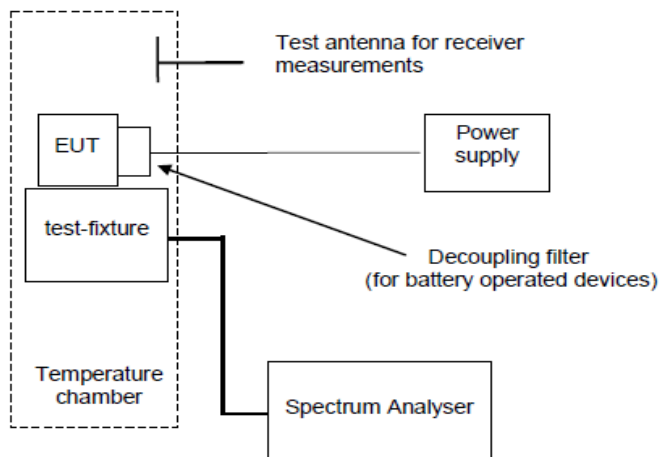 Test antenna for receiver
measurements
EUT
Power
supply
test-fixture
Decoupling filter
(for battery operated devices)
Temperature
chamber
Spectrum Analyser